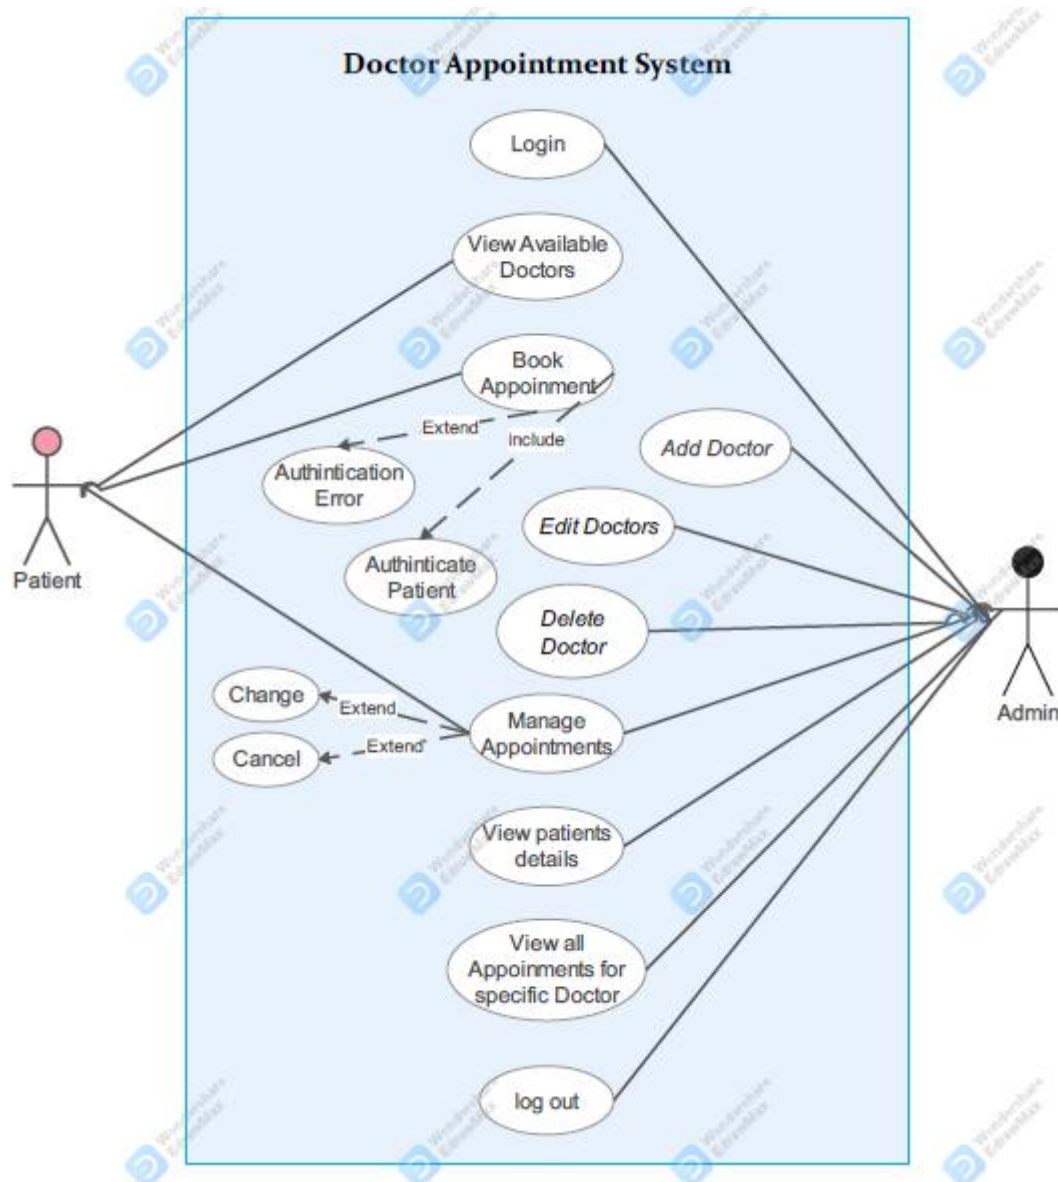 Doctor Appointment System
Login
View Available
Doctors
Book
Appoinment
Extend
include
Authintication
Error
Authinticate
Patient
Patient
Add Doctor
Edit Doctors
Delete
Doctor
Admin
Change
Extend
Cancel
Extend
Manage
Appointments
View patients
details
View all
Appoinments for
specific Doctor
log out
Wondershare
EdrawMax